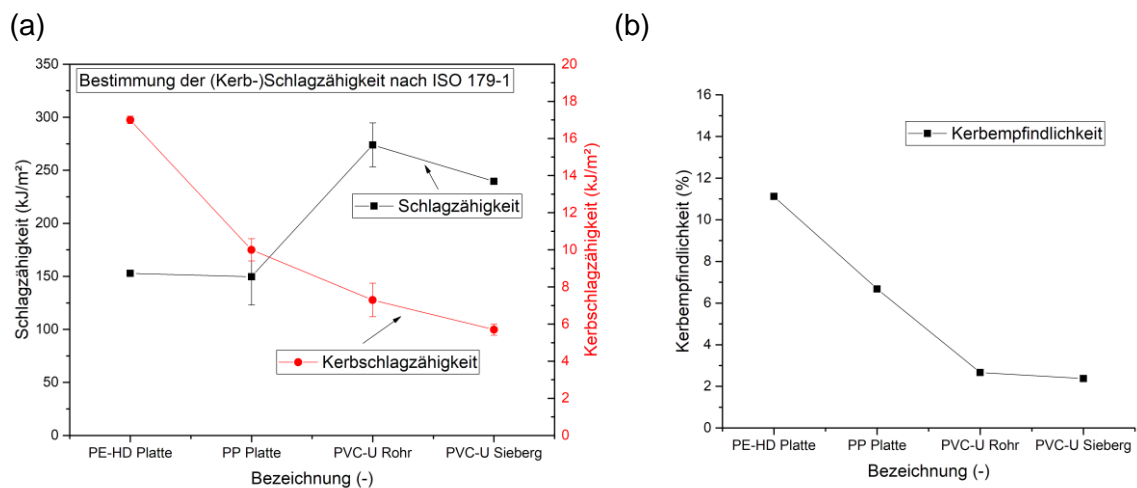 (a)
Bestimmung der (Kerb-)Schlagzähigkeit nach ISO 179-1
Schlagzähigkeit (kJ/m²)
350
300
250
200
150
100
50
0
Schlagzähigkeit
Kerbschlagzähigkeit
20
18
16
14
12
10
8
6
4
2
0
Kerbschlagzähigkeit (kJ/m²)
PE-HD Platte PP Platte PVC-U Rohr PVC-U Sieberg
Bezeichnung (-)
(b)
Kerbempfindlichkeit (%)
16
14
12
10
8
6
4
2
0
Kerbempfindlichkeit
PE-HD Platte PP Platte PVC-U Rohr PVC-U Sieberg
Bezeichnung (-)